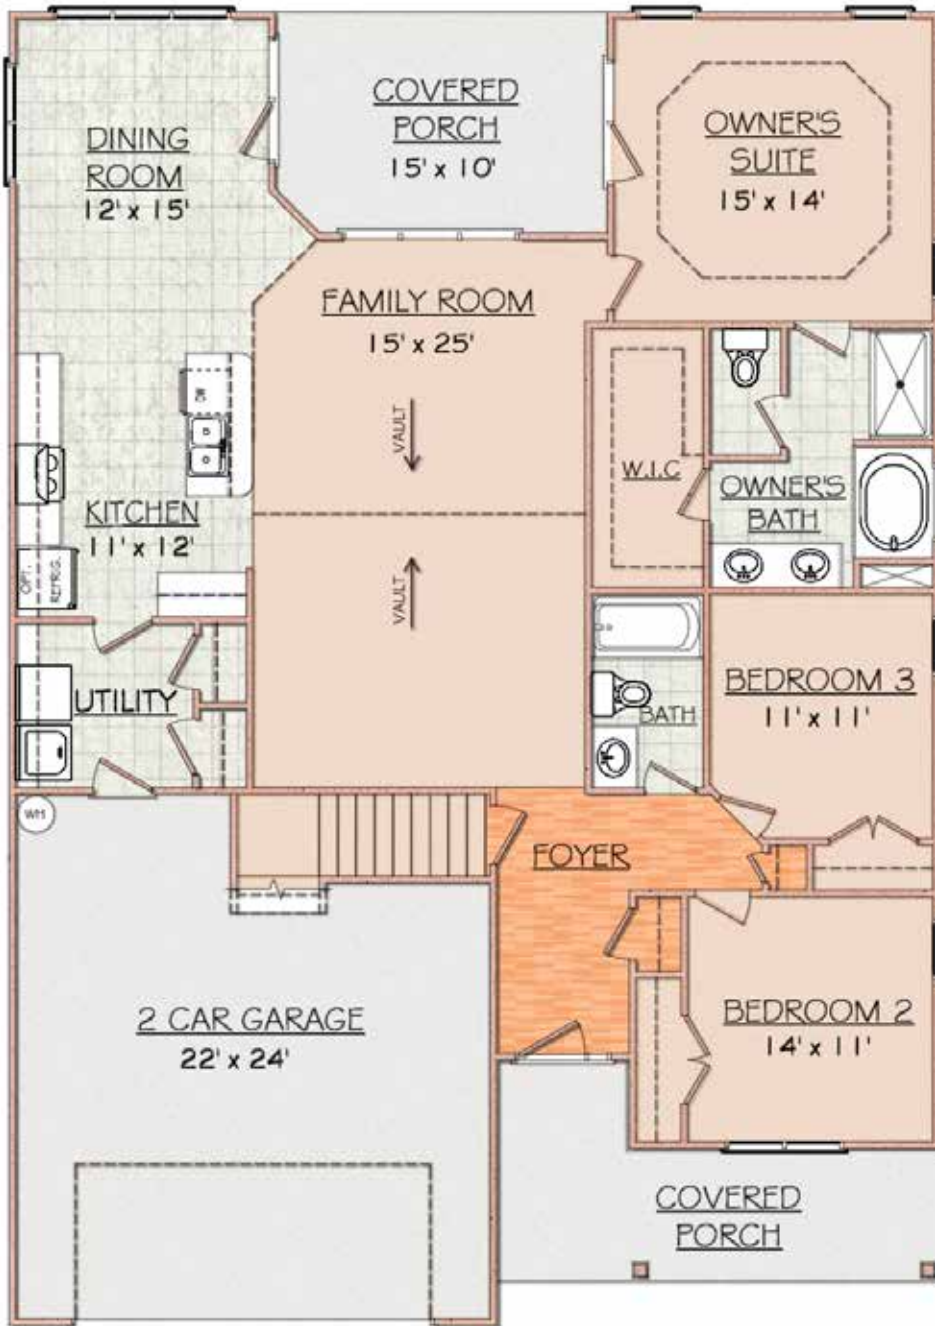 COVERED
PORCH
15' x 10'
DINING
ROOM
12' x 15'
OWNER'S
SUITE
15' x 14'
FAMILY ROOM
15' x 25'
VAULT
DW
W.I.C
OWNER'S
BATH
KITCHEN
11' x 12'
OPT.
REFRIG.
VAULT
UTILITY
BATH
BEDROOM 3
11' x 11'
WH
FOYER
2 CAR GARAGE
22' x 24'
BEDROOM 2
14' x 11'
COVERED
PORCH